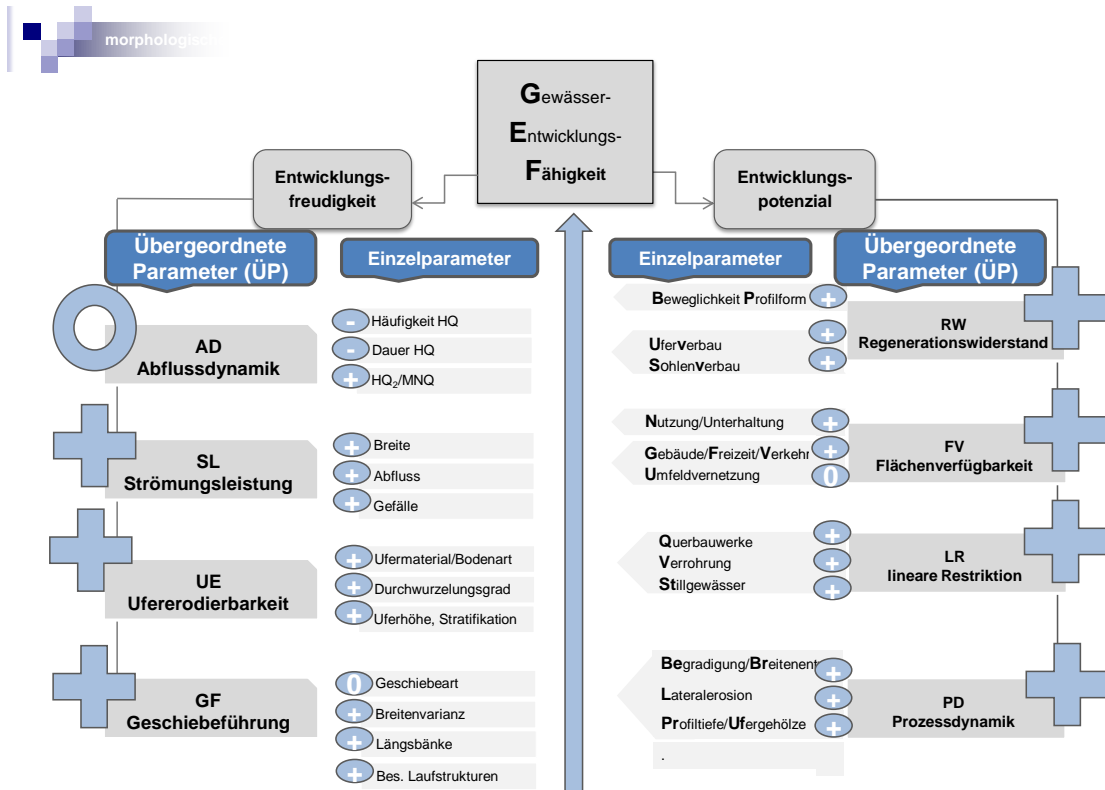 morphologisch
Gewässer-
Entwicklungs-
Fähigkeit
Entwicklungs-
freudigkeit
Entwicklungs-
potenzial
Übergeordnete
Parameter (ÜP)
Einzelparameter
Einzelparameter
Übergeordnete
Parameter (ÜP)
AD
Abflussdynamik
- Häufigkeit HQ
- Dauer HQ
+ HQ₂/MNQ
SL
Strömungsleistung
+ Breite
+ Abfluss
+ Gefälle
UE
Ufererodierbarkeit
+ Ufermaterial/Bodenart
+ Durchwurzelungsgrad
+ Uferhöhe, Stratifikation
GF
Geschiebeführung
0 Geschiebeart
+ Breitenvarianz
+ Längsbänke
+ Bes. Laufstrukturen
Beweglichkeit Profilform +
Uferverbau +
Sohlenverbau +
RW
Regenerationswiderstand
Nutzung/Unterhaltung +
Gebäude/Freizeit/Verkehr +
Umfeldvernetzung 0
FV
Flächenverfügbarkeit
Querbauwerke +
Verrohrung +
Stillgewässer +
LR
lineare Restriktion
Begradigung/Breitenent +
Lateralerosion +
Profiltiefe/Ufergehölze +
.
PD
Prozessdynamik